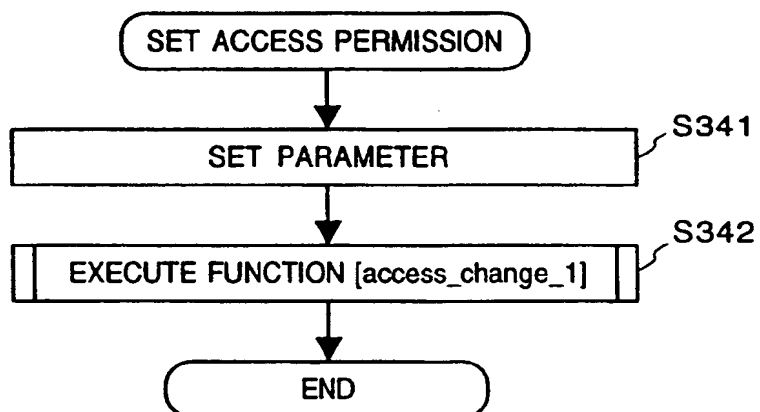 SET ACCESS PERMISSION
S341
SET PARAMETER
S342
EXECUTE FUNCTION [access_change_1]
END